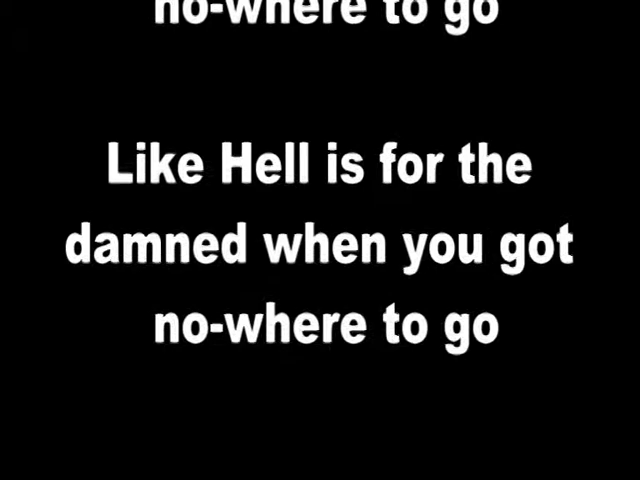 no-where to go
Like Hell is for the
damned when you got
no-where to go